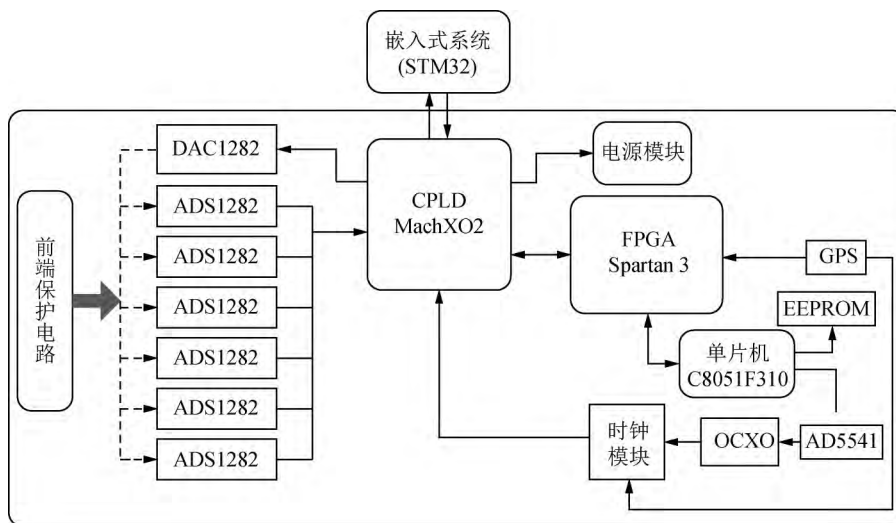 嵌入式系统
(STM32)
DAC1282
ADS1282
ADS1282
ADS1282
ADS1282
ADS1282
ADS1282
前端保护电路
CPLD
MachXO2
电源模块
FPGA
Spartan 3
GPS
EEPROM
单片机
C8051F310
时钟
模块
OCXO
AD5541